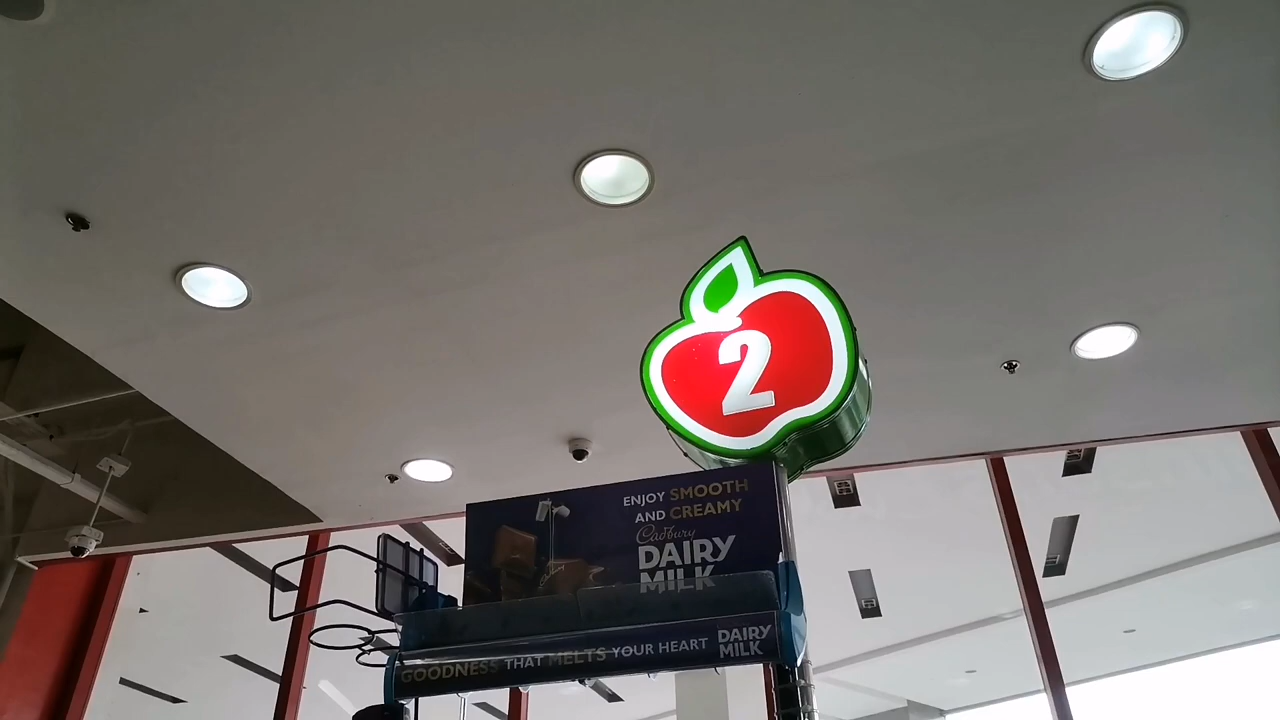 2
ENJOY SMOOTH
AND CREAMY
Cadbury
DAIRY
MILK
GOODNESS THAT MELTS YOUR HEART
DAIRY
MILK